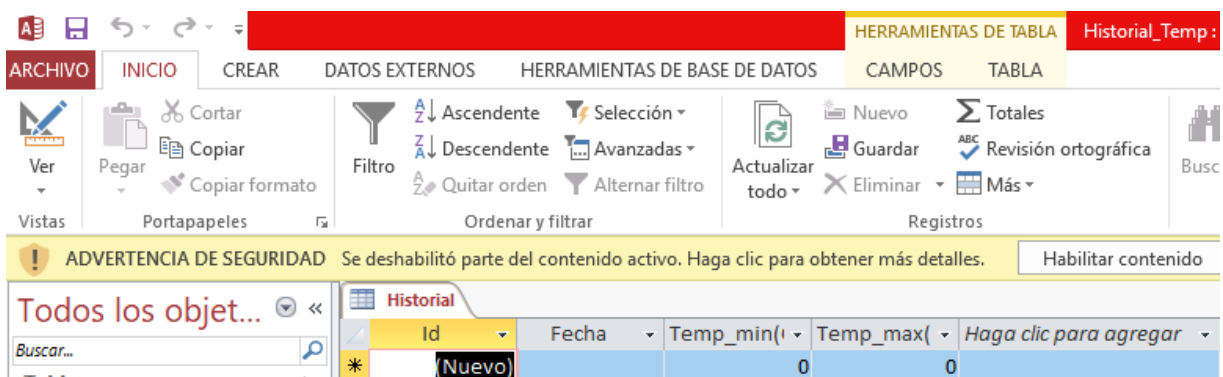 HERRAMIENTAS DE TABLA Historial_Temp :
ARCHIVO INICIO CREAR DATOS EXTERNOS HERRAMIENTAS DE BASE DE DATOS CAMPOS TABLA
Ver
Pegar
Cortar
Copiar
Copiar formato
Filtro
Ascendente
Descendente
Quitar orden
Selección
Avanzadas
Alternar filtro
Actualizar
todo
Nuevo
Guardar
Eliminar
Totales
Revisión ortográfica
Más
Busc
Vistas Portapapeles Ordenar y filtrar Registros
ADVERTENCIA DE SEGURIDAD Se deshabilitó parte del contenido activo. Haga clic para obtener más detalles. Habilitar contenido
Todos los objet... «
Buscar...
Historial
Id Fecha Temp_min( Temp_max( Haga clic para agregar
(Nuevo) 0 0